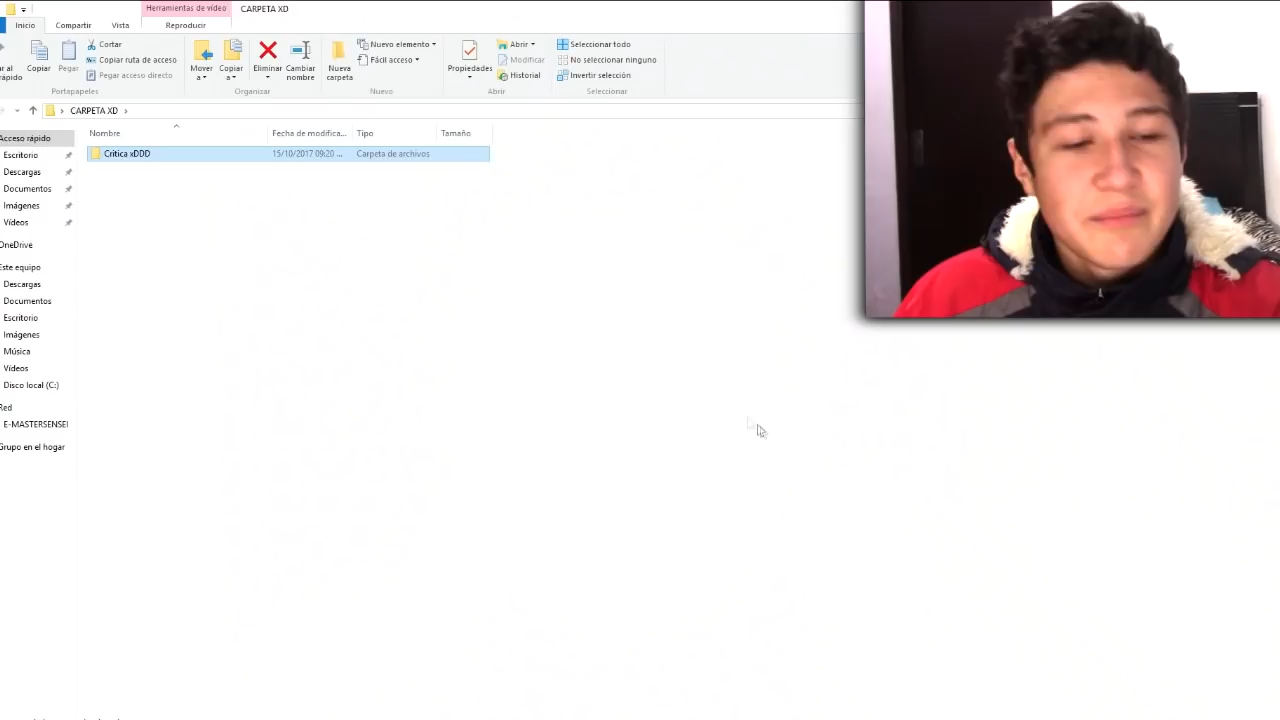 Herramientas de vídeo CARPETA XD
Inicio Compartir Vista Reproducir
Copiar
Pegar
Cortar
Copiar ruta de acceso
Pegar acceso directo
Portapapeles
Mover a
Copiar a
Eliminar
Cambiar nombre
Organizar
Nueva carpeta
Nuevo elemento
Fácil acceso
Nuevo
Propiedades
Abrir
Modificar
Historial
Abrir
Seleccionar todo
No seleccionar ninguno
Invertir selección
Seleccionar
CARPETA XD
Nombre Fecha de modifica... Tipo Tamaño
Critica xDDD 15/10/2017 09:20 ... Carpeta de archivos
Acceso rápido
Escritorio
Descargas
Documentos
Imágenes
Vídeos
OneDrive
Este equipo
Descargas
Documentos
Escritorio
Imágenes
Música
Vídeos
Disco local (C:)
Red
E-MASTERSENSEI
Grupo en el hogar